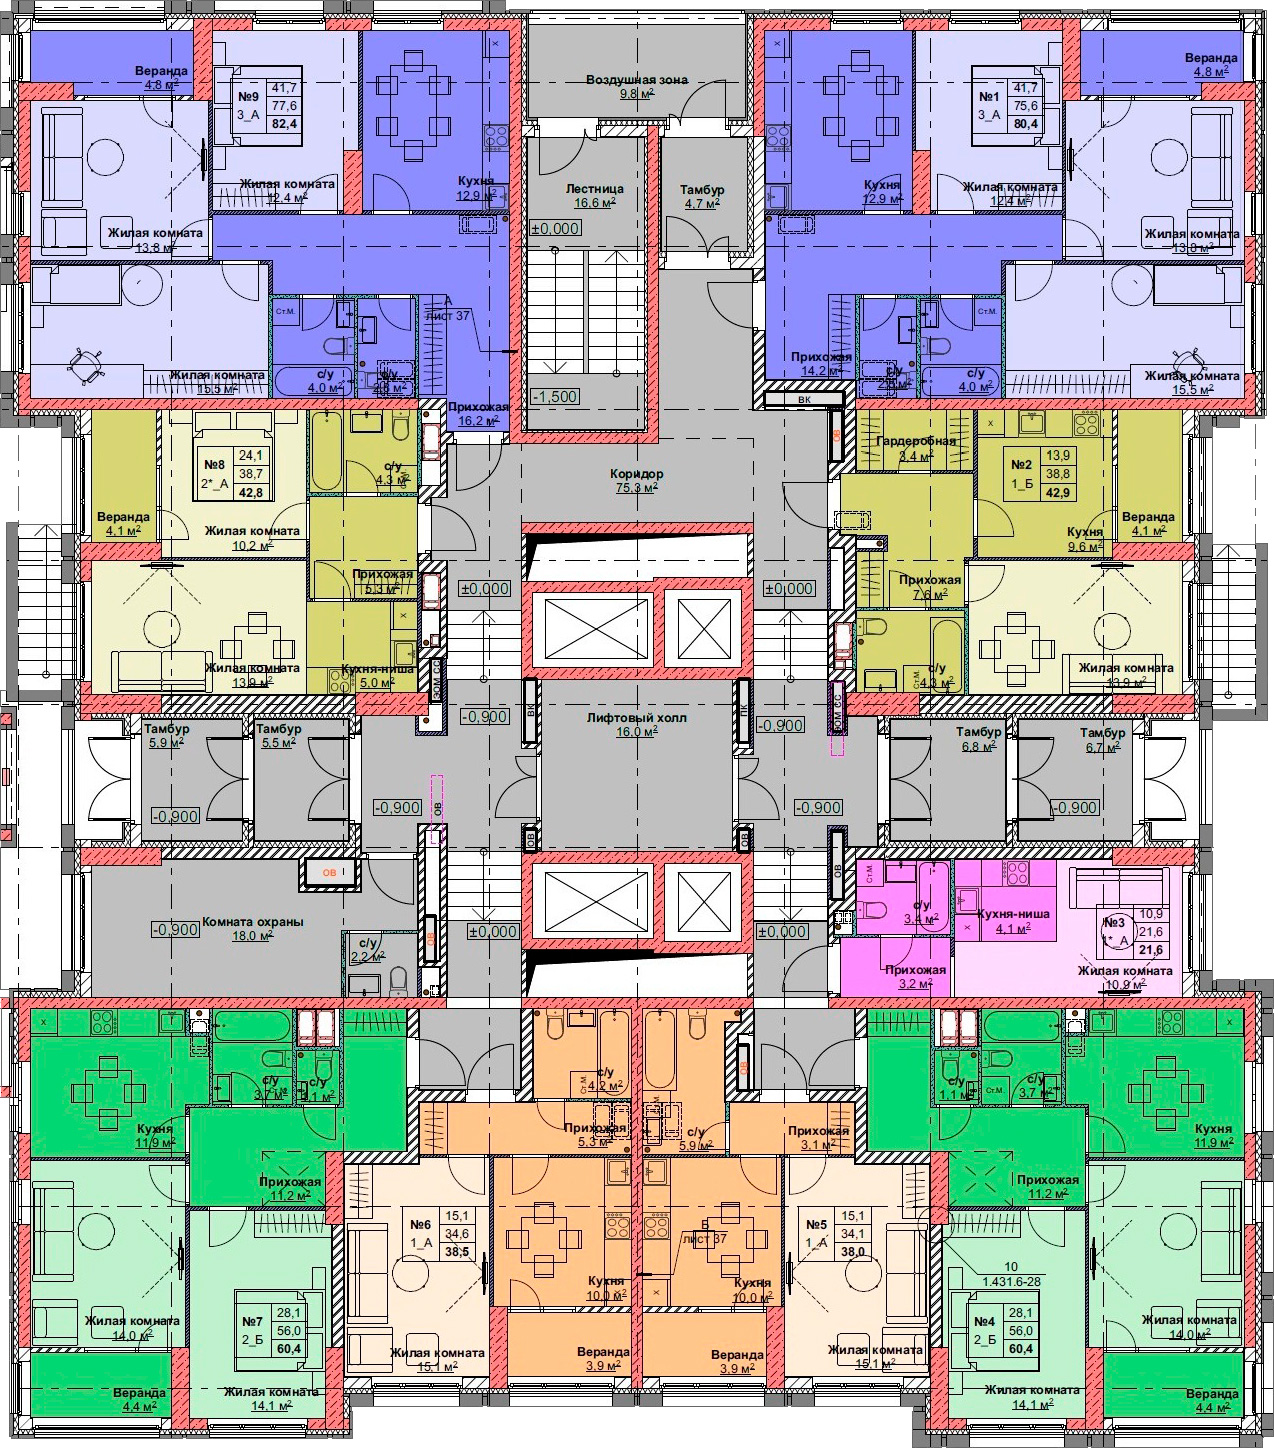 Веранда
4,8 м²
№9
3_А
41,7
77,6
82,4
Жилая комната
12,4 м²
Кухня
12,9 м²
Воздушная зона
9,8 м²
Лестница
16,6 м²
±0,000
Тамбур
4,7 м²
Кухня
12,9 м²
№1
3_А
41,7
75,6
80,4
Жилая комната
12,4 м²
Веранда
4,8 м²
Жилая комната
13,8 м²
Жилая комната
13,8 м²
Ст.М.
А
лист 37
Ст.М.
Жилая комната
15,5 м²
с/у
4,0 м²
с/у
Прихожая
16,2 м²
-1,500
Прихожая
14,2 м²
с/у
4,0 м²
Жилая комната
15,5 м²
ВК
ОВ
№8
2*_А
24,1
38,7
42,8
с/у
4,3 м²
Веранда
4,1 м²
Жилая комната
10,2 м²
Коридор
75,3 м²
Гардеробная
3,4 м²
№2
1_Б
13,9
38,8
42,9
Кухня
9,6 м²
Веранда
4,1 м²
Прихожая
5,3 м²
±0,000
±0,000
Прихожая
7,6 м²
Жилая комната
13,9 м²
Кухня-ниша
5,0 м²
ЭОМ СС
ЭОМ СС
с/у
4,3 м²
Ст.М.
Жилая комната
13,9 м²
Тамбур
5,9 м²
Тамбур
5,5 м²
-0,900
ВК
Лифтовый холл
16,0 м²
ПК
-0,900
Тамбур
6,8 м²
Тамбур
6,7 м²
-0,900
-0,900
ОВ
ОВ
ОВ
-0,900
-0,900
ОВ
ОВ
Комната охраны
18,0 м²
-0,900
с/у
2,2 м²
ОВ
±0,000
±0,000
Ст.М.
с/у
3,4 м²
Кухня-ниша
4,1 м²
№3
1*_А
10,9
21,6
21,6
Прихожая
3,2 м²
Жилая комната
10,9 м²
с/у
3,7 м²
с/у
1,1 м²
Кухня
11,9 м²
с/у
4,2 м²
Ст.М.
Прихожая
5,3 м²
с/у
5,9 м²
ОВ
Прихожая
3,1 м²
с/у
1,1 м²
с/у
3,7 м²
Ст.М.
Кухня
11,9 м²
Прихожая
11,2 м²
Прихожая
11,2 м²
№6
1_А
15,1
34,6
38,5
Б
лист 37
№5
1_А
15,1
34,1
38,0
Кухня
10,0 м²
Кухня
10,0 м²
10
1.431.6-28
Жилая комната
14,0 м²
№7
2_Б
28,1
56,0
60,4
№4
2_Б
28,1
56,0
60,4
Жилая комната
14,0 м²
Жилая комната
15,1 м²
Веранда
3,9 м²
Веранда
3,9 м²
Жилая комната
15,1 м²
Веранда
4,4 м²
Жилая комната
14,1 м²
Жилая комната
14,1 м²
Веранда
4,4 м²